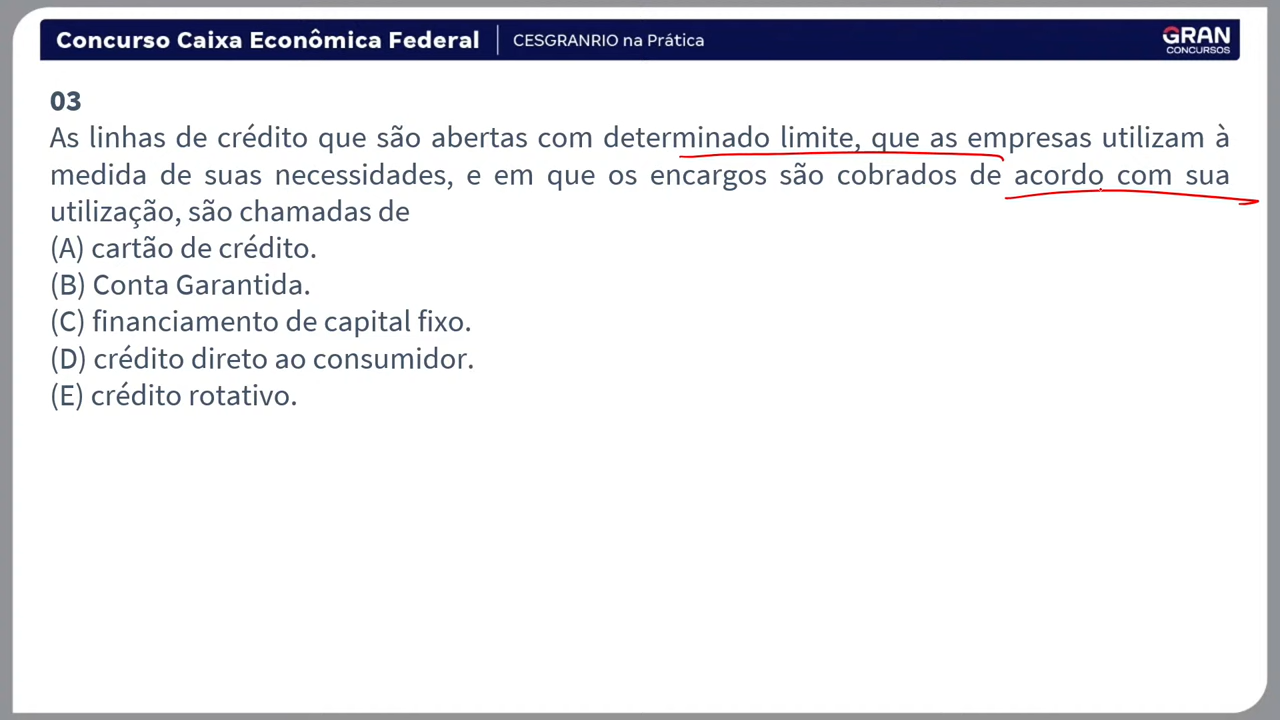 Concurso Caixa Econômica Federal
CESGRANRIO na Prática
GRAN
CONCURSOS
03
As linhas de crédito que são abertas com determinado limite, que as empresas utilizam à
medida de suas necessidades, e em que os encargos são cobrados de acordo com sua
utilização, são chamadas de
(A) cartão de crédito.
(B) Conta Garantida.
(C) financiamento de capital fixo.
(D) crédito direto ao consumidor.
(E) crédito rotativo.